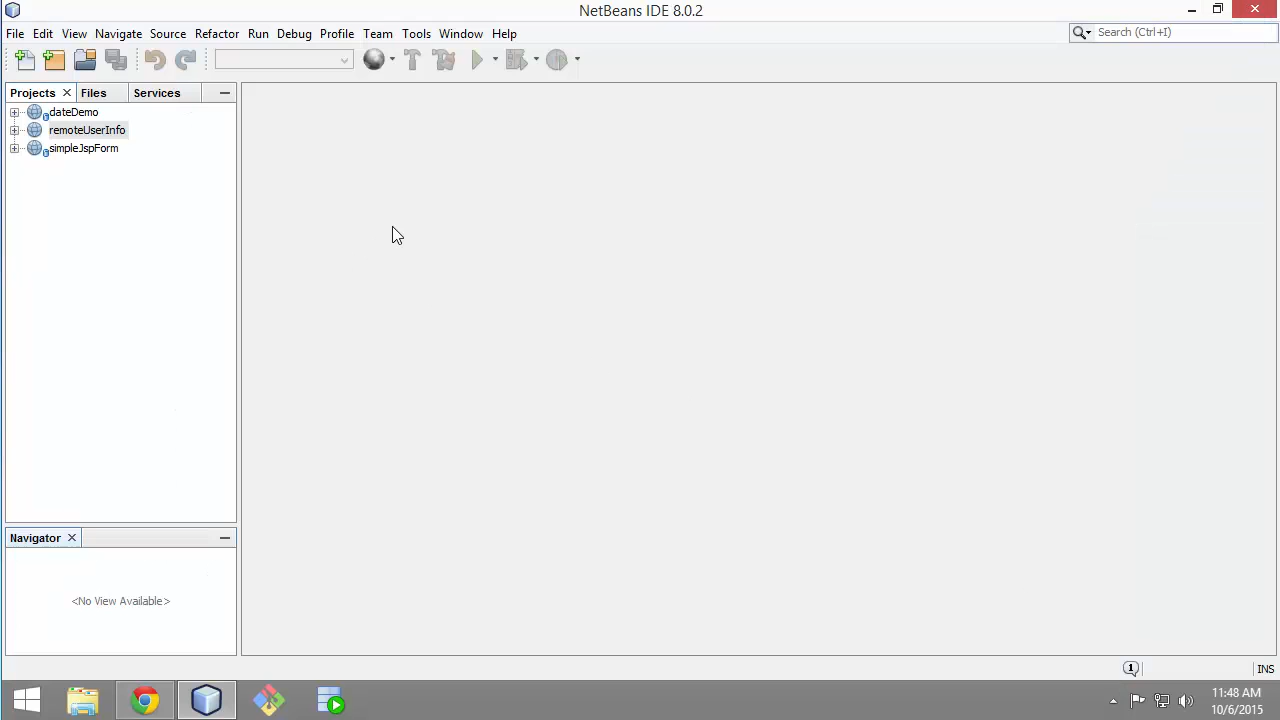 NetBeans IDE 8.0.2
File Edit View Navigate Source Refactor Run Debug Profile Team Tools Window Help
Search (Ctrl+I)
Projects Files Services
dateDemo
remoteUserInfo
simpleJspForm
Navigator
<No View Available>
1 INS
11:48 AM
10/6/2015